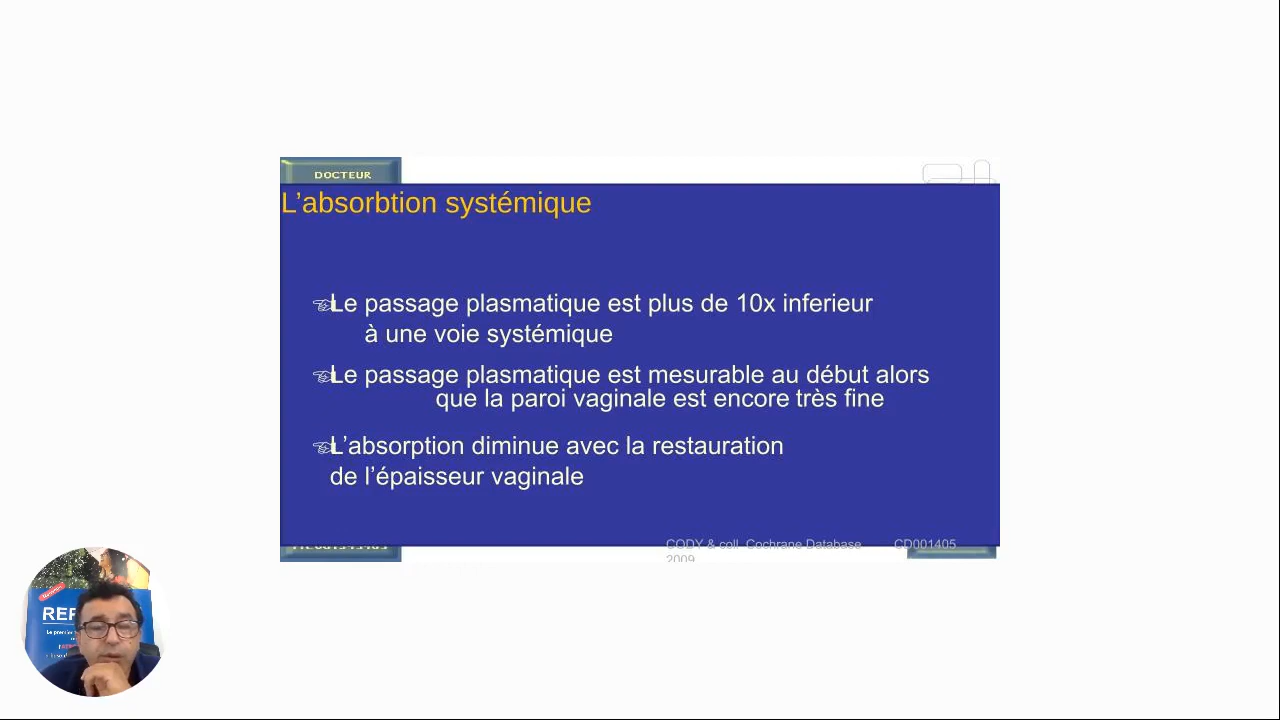 DOCTEUR
L’absorbtion systémique
Le passage plasmatique est plus de 10x inferieur
à une voie systémique
Le passage plasmatique est mesurable au début alors
que la paroi vaginale est encore très fine
L’absorption diminue avec la restauration
de l’épaisseur vaginale
CODY & coll Cochrane Database CD001405
2009
Le premier